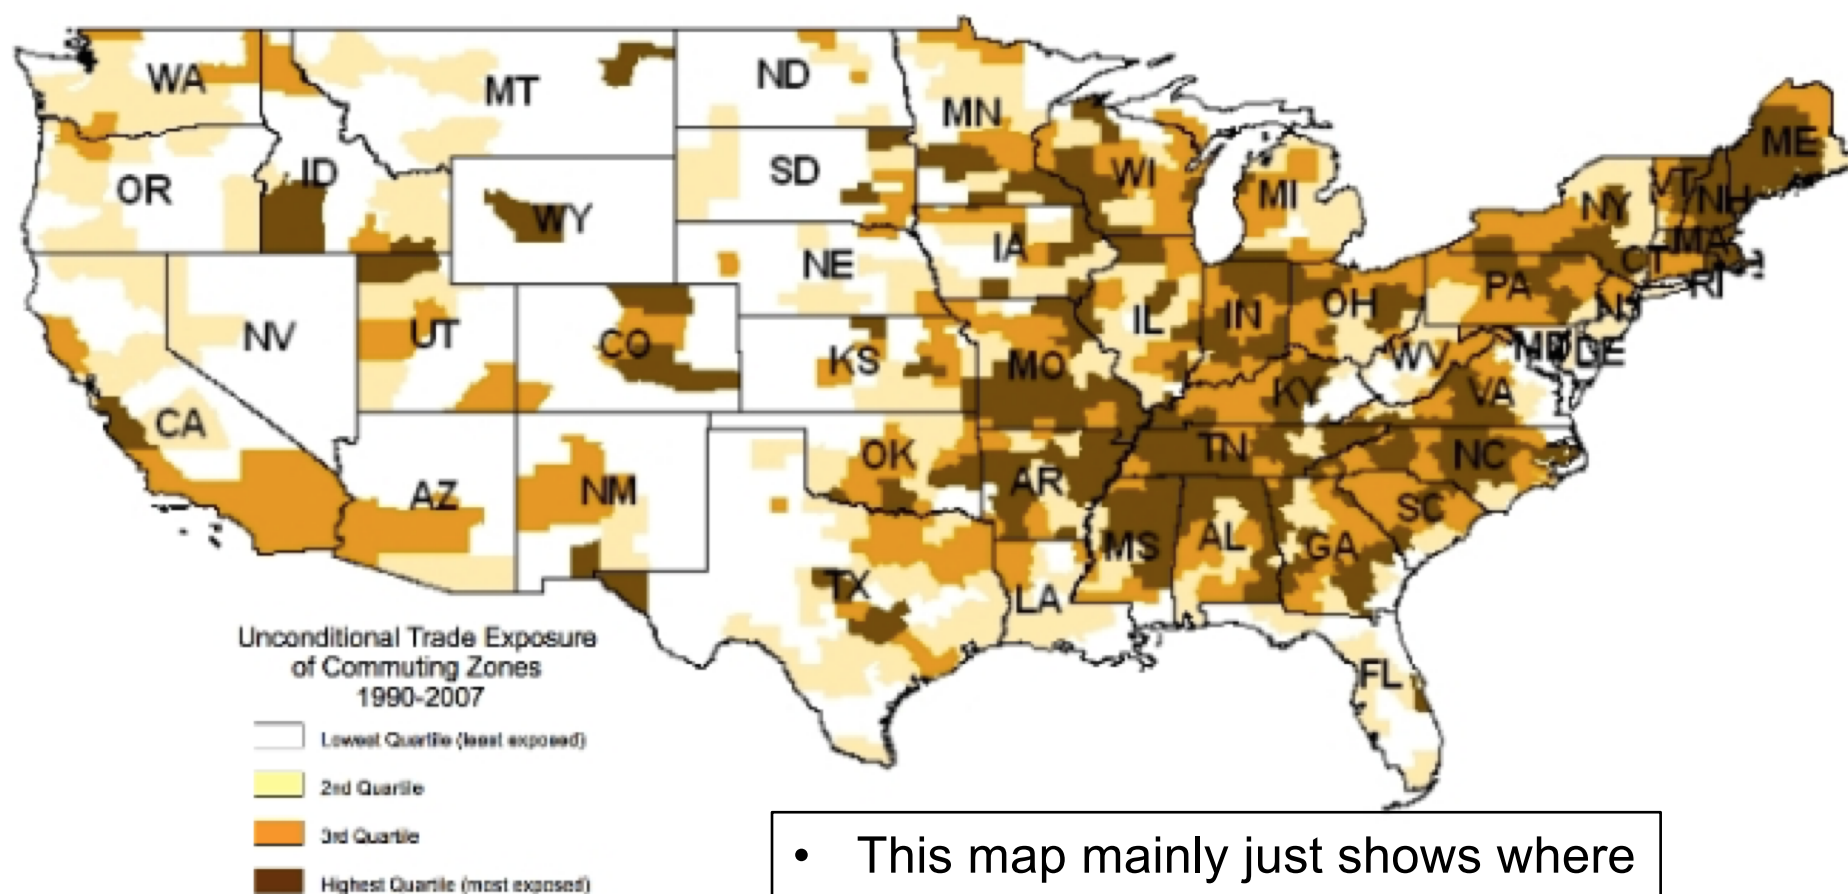 WA
MT
ND
MN
ME
OR
ID
WY
SD
WI
MI
NY
VT
NH
MA
CT
RI
NV
UT
CO
NE
IA
IL
IN
OH
PA
NJ
MD
DE
CA
AZ
NM
KS
MO
KY
WV
VA
OK
AR
TN
NC
TX
LA
MS
AL
GA
SC
FL
Unconditional Trade Exposure
of Commuting Zones
1990-2007
Lowest Quartile (least exposed)
2nd Quartile
3rd Quartile
Highest Quartile (most exposed)
• This map mainly just shows where